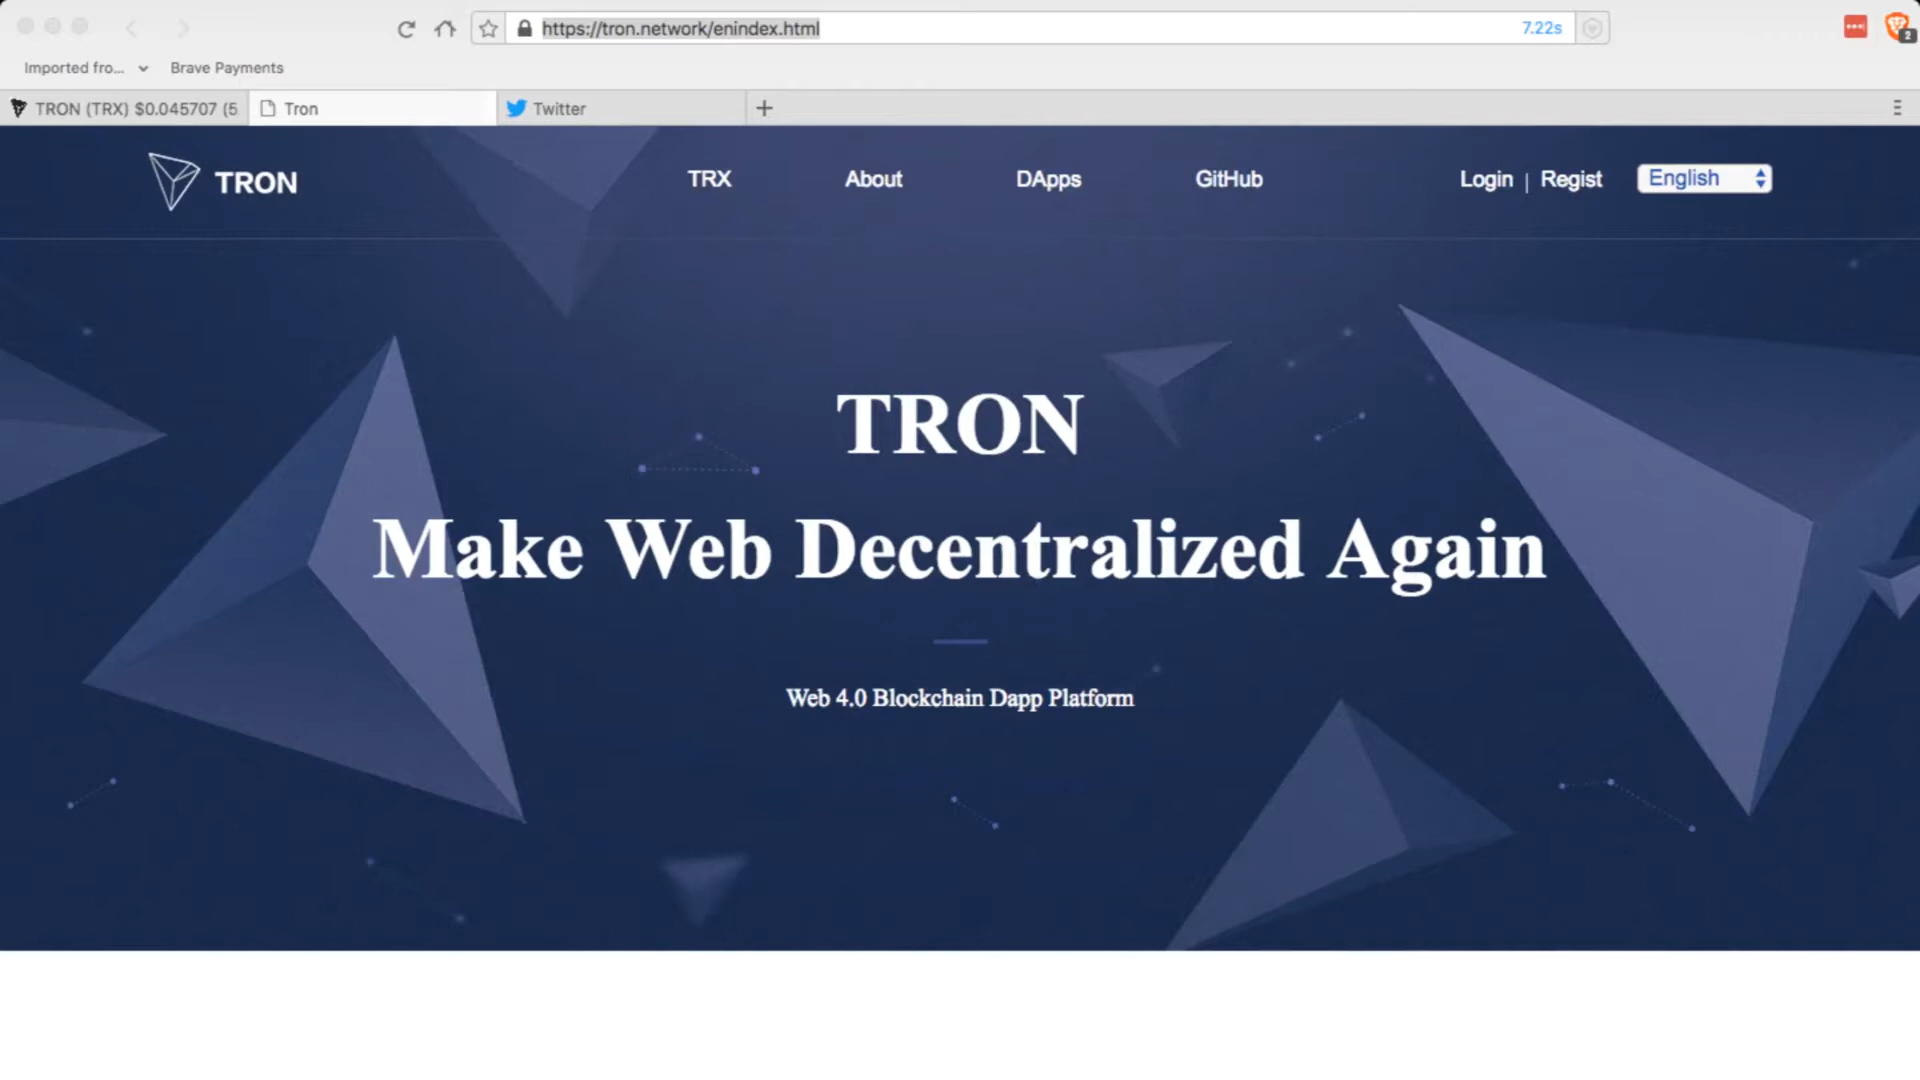 https://tron.network/enindex.html 7.22s
2
Imported fro... Brave Payments
TRON (TRX) $0.045707 (5 Tron Twitter
TRON TRX About DApps GitHub Login | Regist English
TRON
Make Web Decentralized Again
Web 4.0 Blockchain Dapp Platform